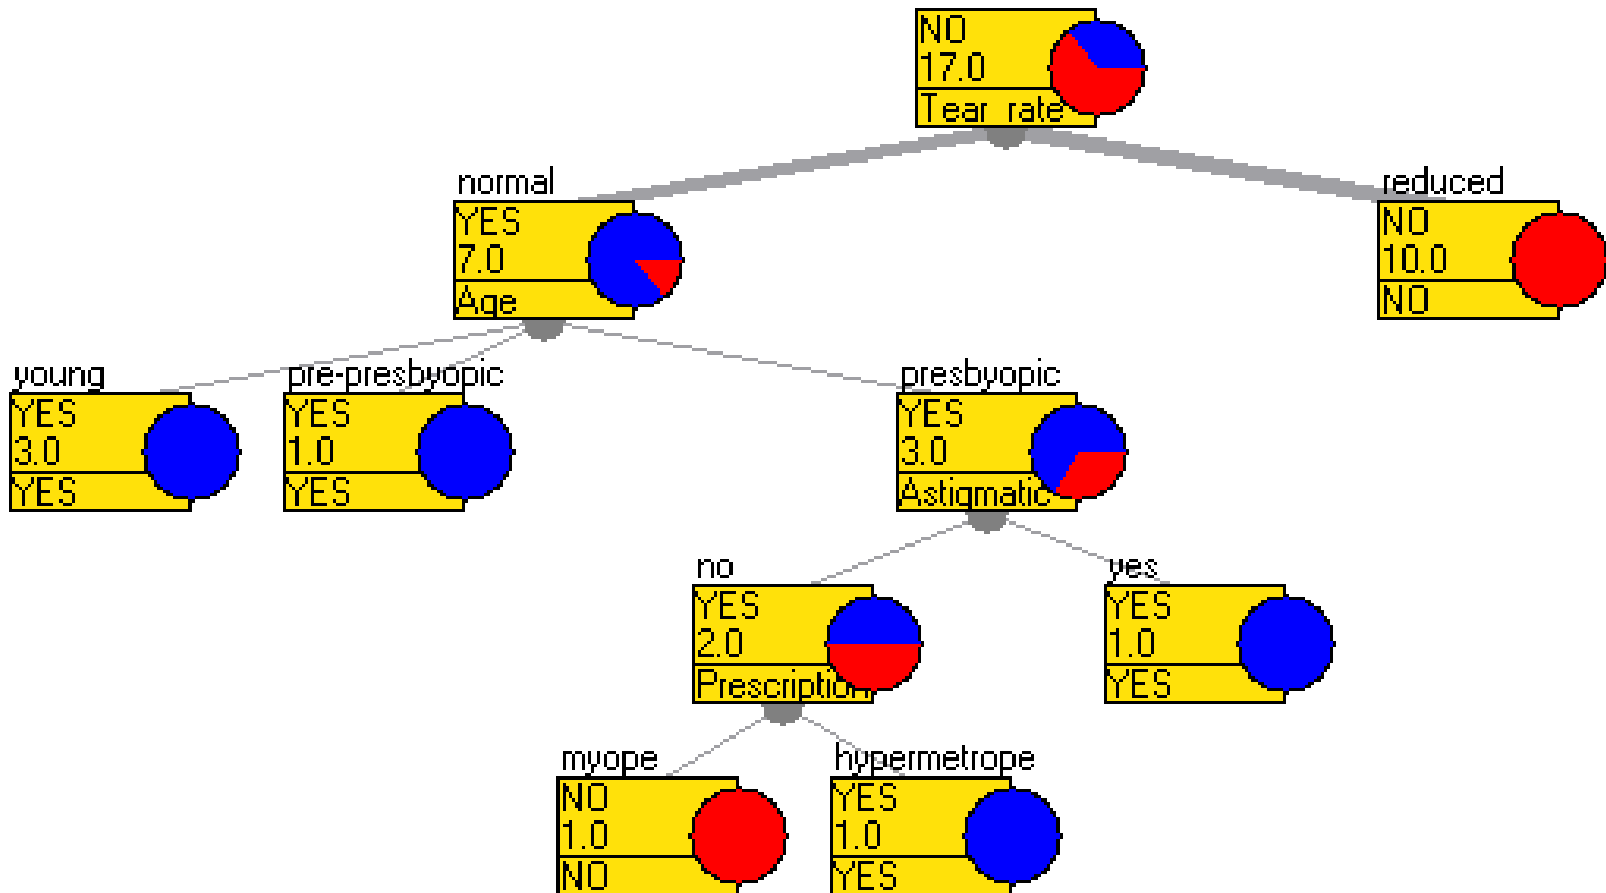 NO
17.0
Tear rate
normal
YES
7.0
Age
reduced
NO
10.0
NO
young
YES
3.0
YES
pre-presbyopic
YES
1.0
YES
presbyopic
YES
3.0
Astigmatic
no
YES
2.0
Prescription
yes
YES
1.0
YES
myope
NO
1.0
NO
hypermetrope
YES
1.0
YES